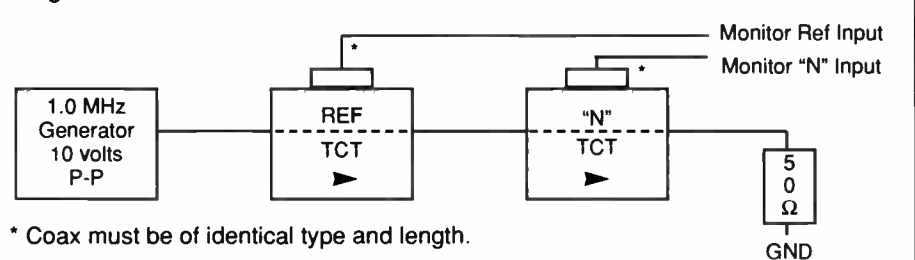 Monitor Ref Input
Monitor "N" Input
*
*
1.0 MHz
Generator
10 volts
P-P
REF
TCT
"N"
TCT
5
0
Ω
GND
* Coax must be of identical type and length.